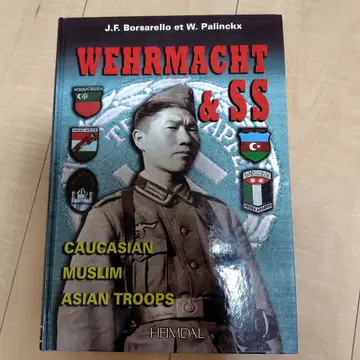 J.F. Borsarello et W. Palinckx
WEHRMACHT
& SS
CAUCASIAN
MUSLIM
ASIAN TROOPS
HEIMDAL